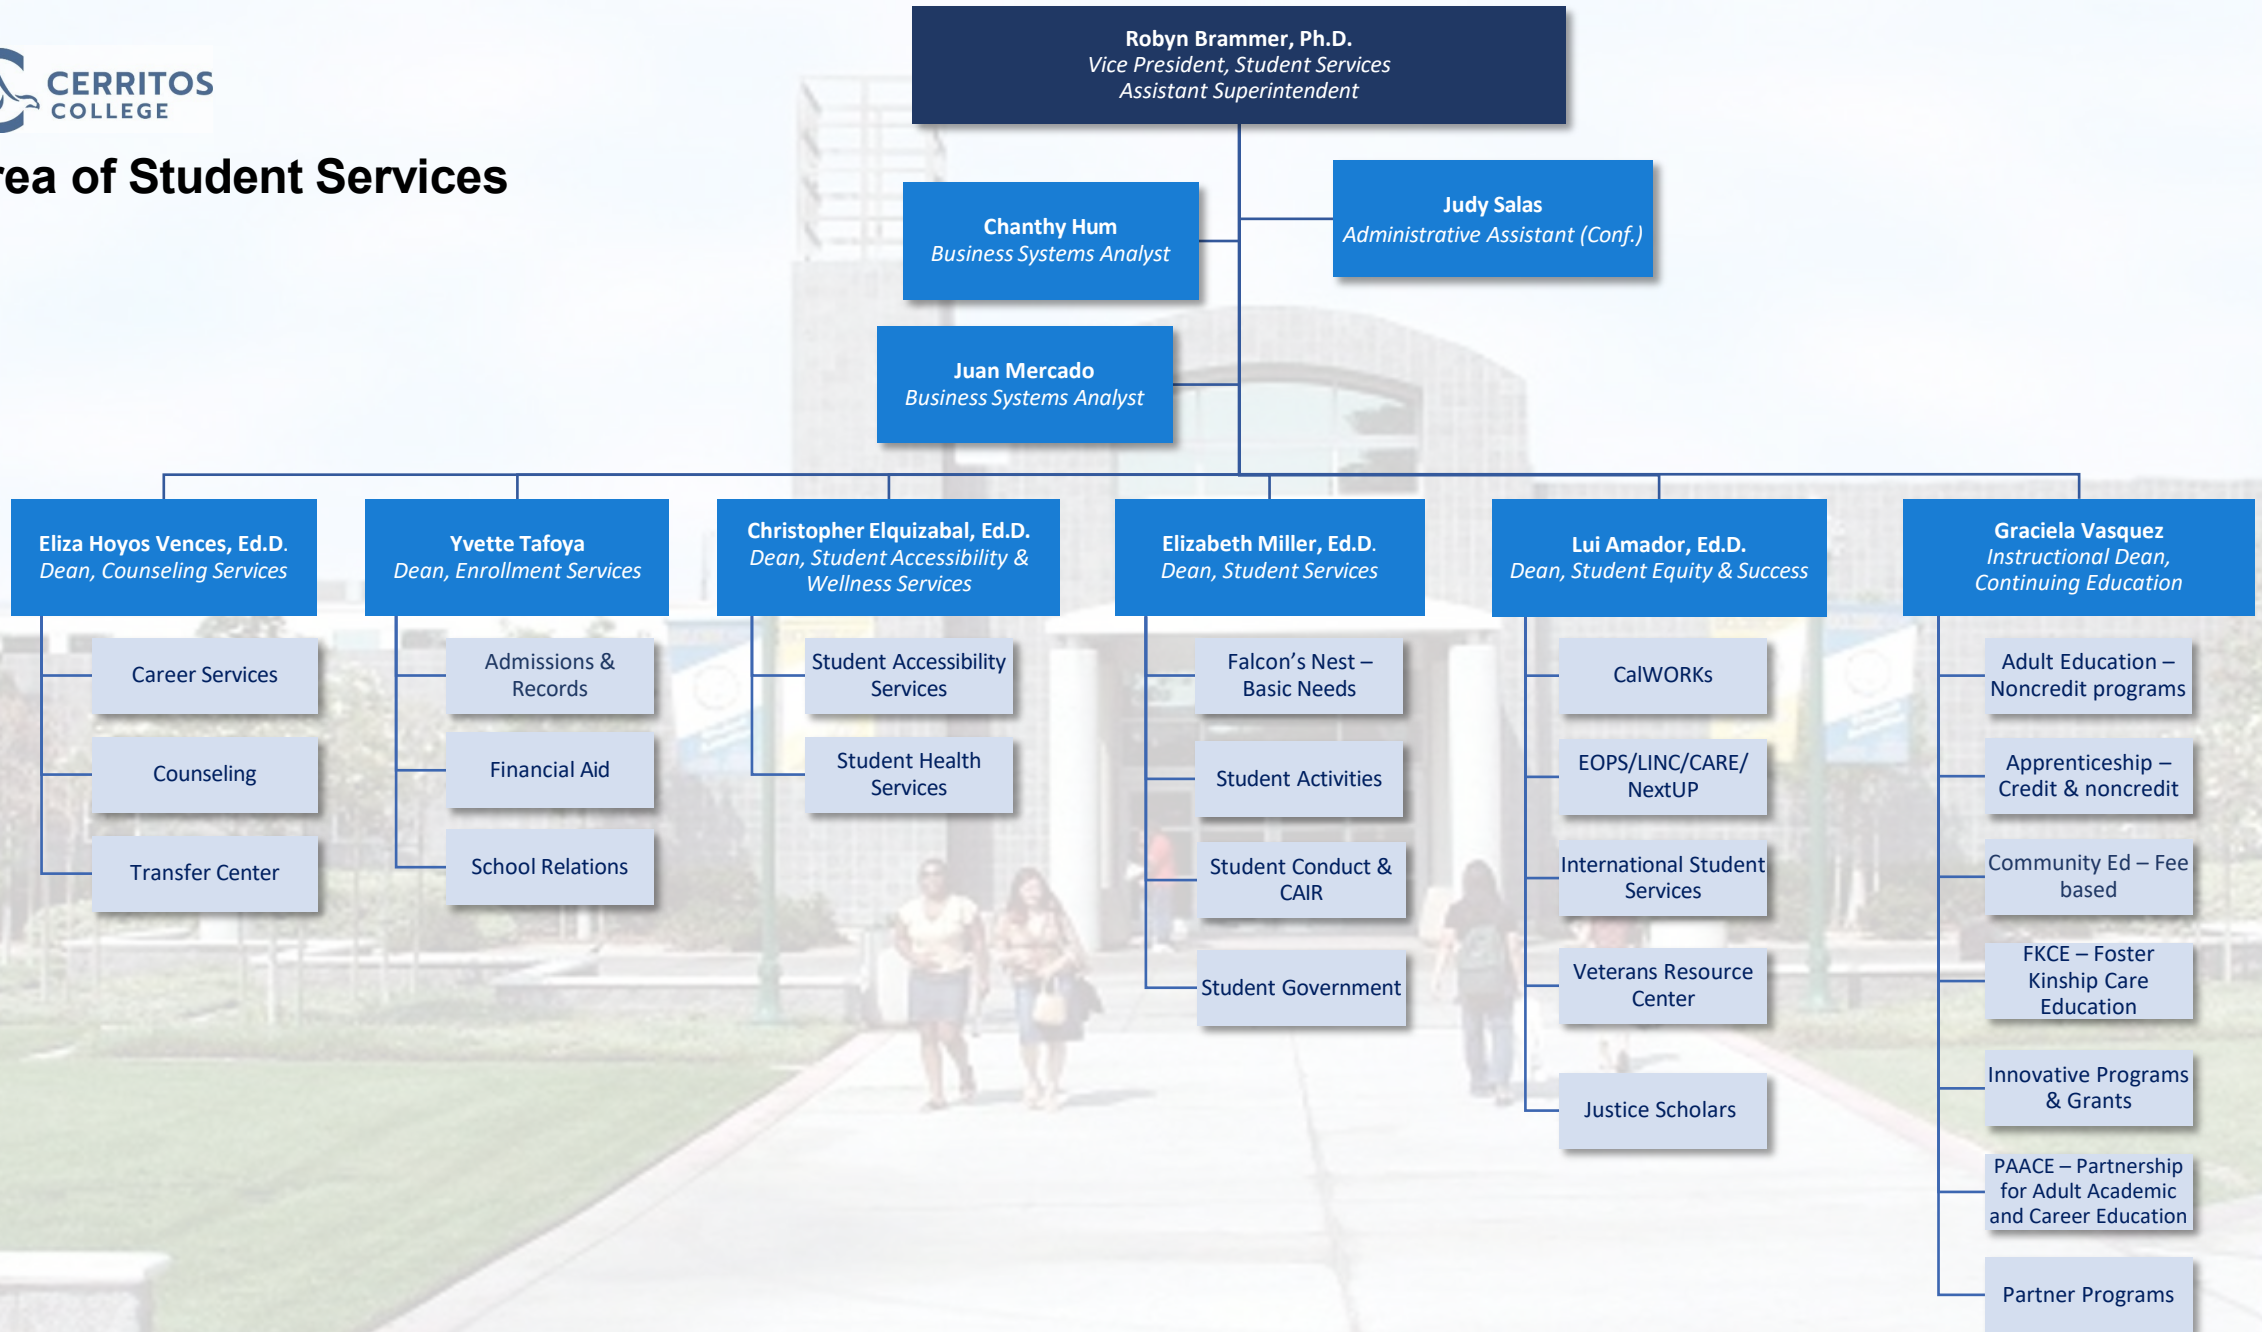 CERRITOS
COLLEGE
rea of Student Services
Robyn Brammer, Ph.D.
Vice President, Student Services
Assistant Superintendent
Chanthy Hum
Business Systems Analyst
Judy Salas
Administrative Assistant (Conf.)
Juan Mercado
Business Systems Analyst
Eliza Hoyos Vences, Ed.D.
Dean, Counseling Services
Career Services
Counseling
Transfer Center
Yvette Tafoya
Dean, Enrollment Services
Admissions &
Records
Financial Aid
School Relations
Christopher Elquizabal, Ed.D.
Dean, Student Accessibility &
Wellness Services
Student Accessibility
Services
Student Health
Services
Elizabeth Miller, Ed.D.
Dean, Student Services
Falcon’s Nest –
Basic Needs
Student Activities
Student Conduct &
CAIR
Student Government
Lui Amador, Ed.D.
Dean, Student Equity & Success
CalWORKs
EOPS/LINC/CARE/
NextUP
International Student
Services
Veterans Resource
Center
Justice Scholars
Graciela Vasquez
Instructional Dean,
Continuing Education
Adult Education –
Noncredit programs
Apprenticeship –
Credit & noncredit
Community Ed – Fee
based
FKCE – Foster
Kinship Care
Education
Innovative Programs
& Grants
PAACE – Partnership
for Adult Academic
and Career Education
Partner Programs